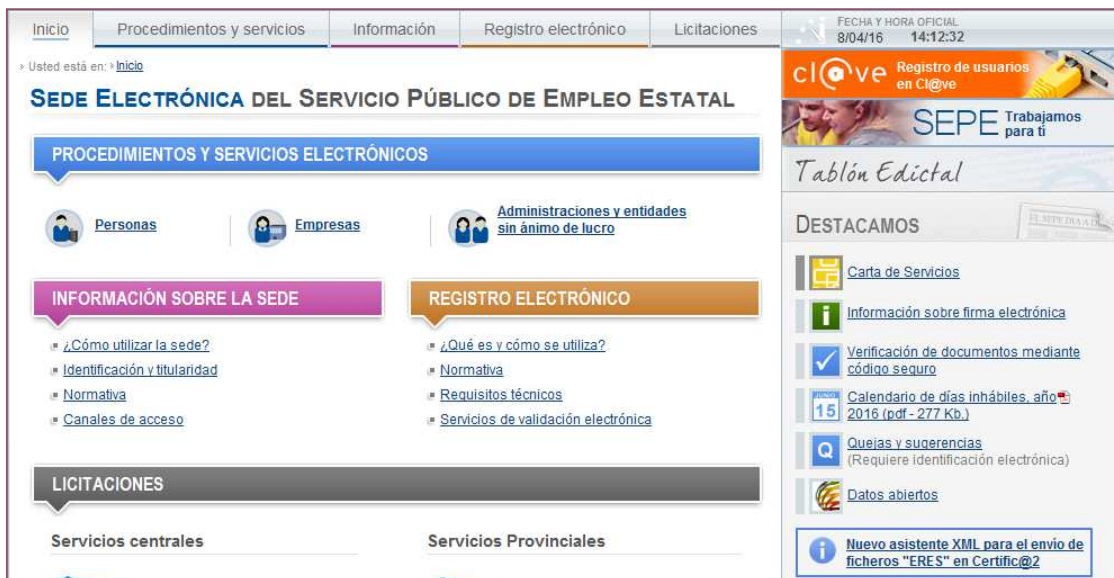 Inicio
Procedimientos y servicios
Información
Registro electrónico
Licitaciones
FECHA Y HORA OFICIAL
8/04/16 14:12:32
Usted está en: Inicio
SEDE ELECTRÓNICA DEL SERVICIO PÚBLICO DE EMPLEO ESTATAL
PROCEDIMIENTOS Y SERVICIOS ELECTRÓNICOS
Personas
Empresas
Administraciones y entidades
sin ánimo de lucro
INFORMACIÓN SOBRE LA SEDE
¿Cómo utilizar la sede?
Identificación y titularidad
Normativa
Canales de acceso
REGISTRO ELECTRÓNICO
¿Qué es y cómo se utiliza?
Normativa
Requisitos técnicos
Servicios de validación electrónica
LICITACIONES
Servicios centrales
Servicios Provinciales
cl@ve Registro de usuarios
en Cl@ve
SEPE Trabajamos
para ti
Tablón Edictal
DESTACAMOS
Carta de Servicios
Información sobre firma electrónica
Verificación de documentos mediante
código seguro
JUNIO
15
Calendario de días inhábiles, año
2016 (pdf - 277 Kb.)
Quejas y sugerencias
(Requiere identificación electrónica)
Datos abiertos
Nuevo asistente XML para el envío de
ficheros "ERES" en Certific@2